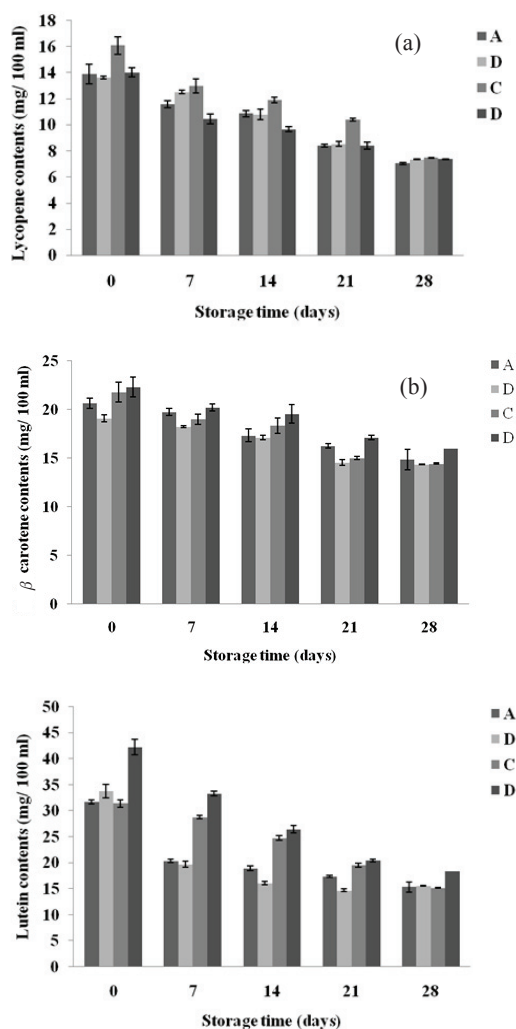 (a)
Lycopene contents (mg/ 100 ml)
18
16
14
12
10
8
6
4
2
0
0 7 14 21 28
Storage time (days)
A
D
C
D
(b)
β carotene contents (mg/ 100 ml)
25
20
15
10
5
0
0 7 14 21 28
Storage time (days)
A
D
C
D
Lutein contents (mg/ 100 ml)
50
45
40
35
30
25
20
15
10
5
0
0 7 14 21 28
Storage time (days)
A
D
C
D